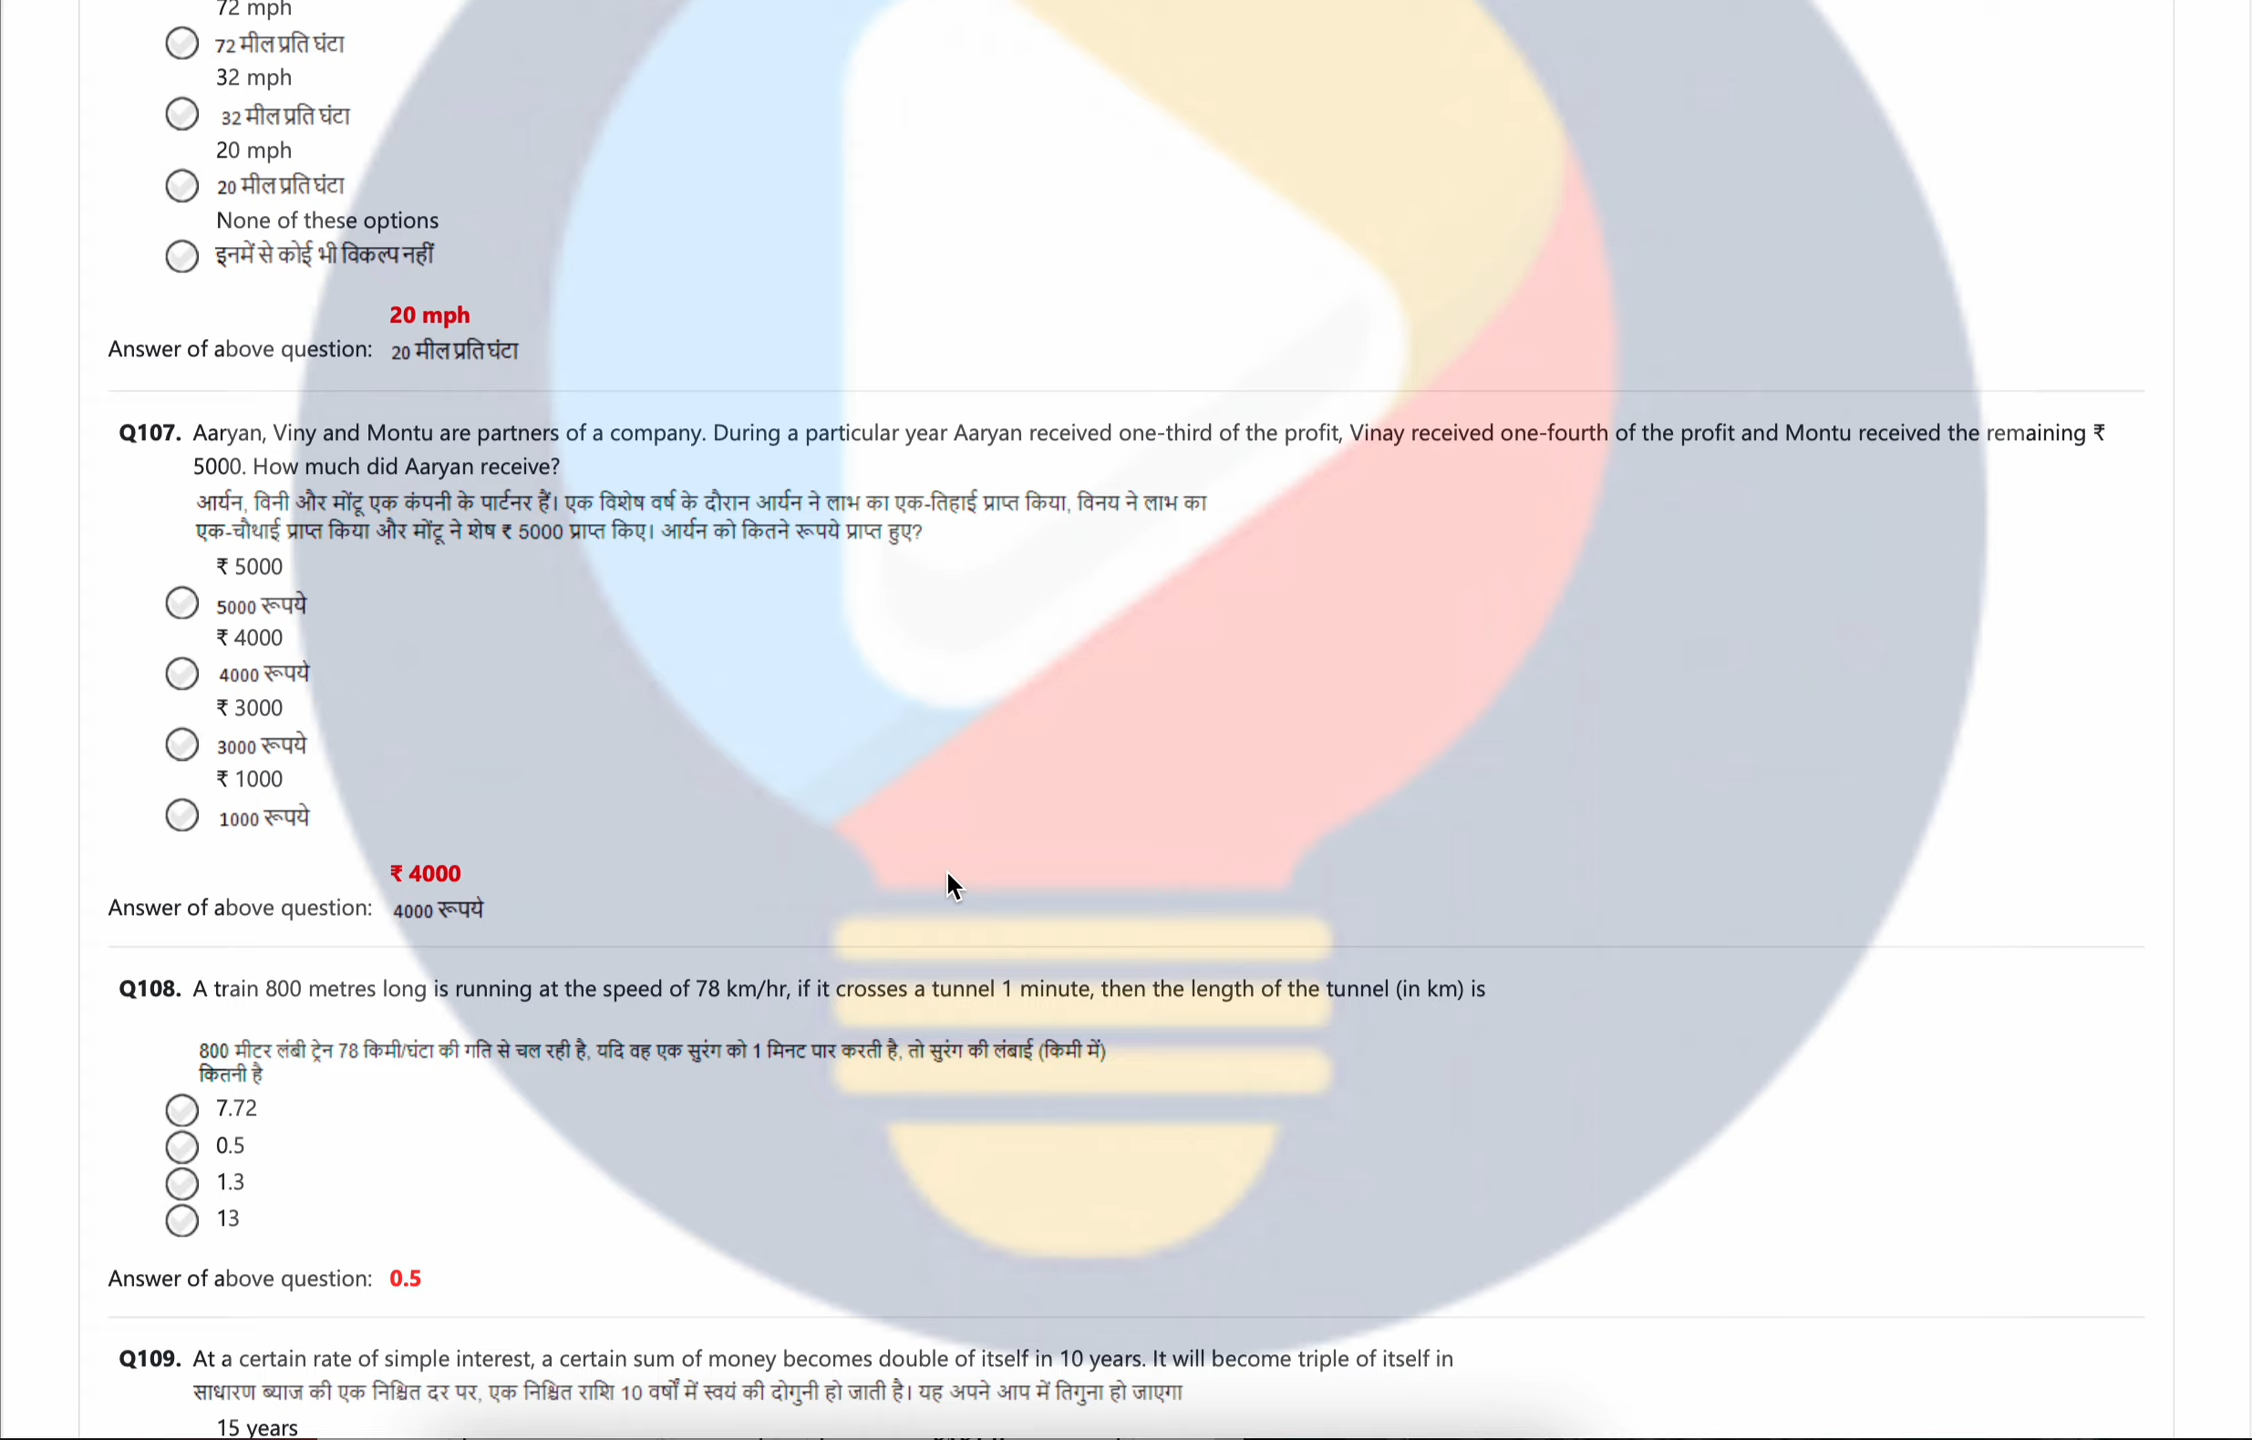 72 mph
72 मील प्रति घंटा
32 mph
32 मील प्रति घंटा
20 mph
20 मील प्रति घंटा
None of these options
इनमें से कोई भी विकल्प नहीं
20 mph
Answer of above question: 20 मील प्रति घंटा
Q107. Aaryan, Viny and Montu are partners of a company. During a particular year Aaryan received one-third of the profit, Vinay received one-fourth of the profit and Montu received the remaining ₹
5000. How much did Aaryan receive?
आर्यन, विनी और मोंटू एक कंपनी के पार्टनर हैं। एक विशेष वर्ष के दौरान आर्यन ने लाभ का एक-तिहाई प्राप्त किया, विनय ने लाभ का
एक-चौथाई प्राप्त किया और मोंटू ने शेष ₹ 5000 प्राप्त किए। आर्यन को कितने रूपये प्राप्त हुए?
₹ 5000
5000 रूपये
₹ 4000
4000 रूपये
₹ 3000
3000 रूपये
₹ 1000
1000 रूपये
₹ 4000
Answer of above question: 4000 रूपये
Q108. A train 800 metres long is running at the speed of 78 km/hr, if it crosses a tunnel 1 minute, then the length of the tunnel (in km) is
800 मीटर लंबी ट्रेन 78 किमी/घंटा की गति से चल रही है, यदि वह एक सुरंग को 1 मिनट पार करती है, तो सुरंग की लंबाई (किमी में)
कितनी है
7.72
0.5
1.3
13
Answer of above question: 0.5
Q109. At a certain rate of simple interest, a certain sum of money becomes double of itself in 10 years. It will become triple of itself in
साधारण ब्याज की एक निश्चित दर पर, एक निश्चित राशि 10 वर्षों में स्वयं की दोगुनी हो जाती है। यह अपने आप में तिगुना हो जाएगा
15 years